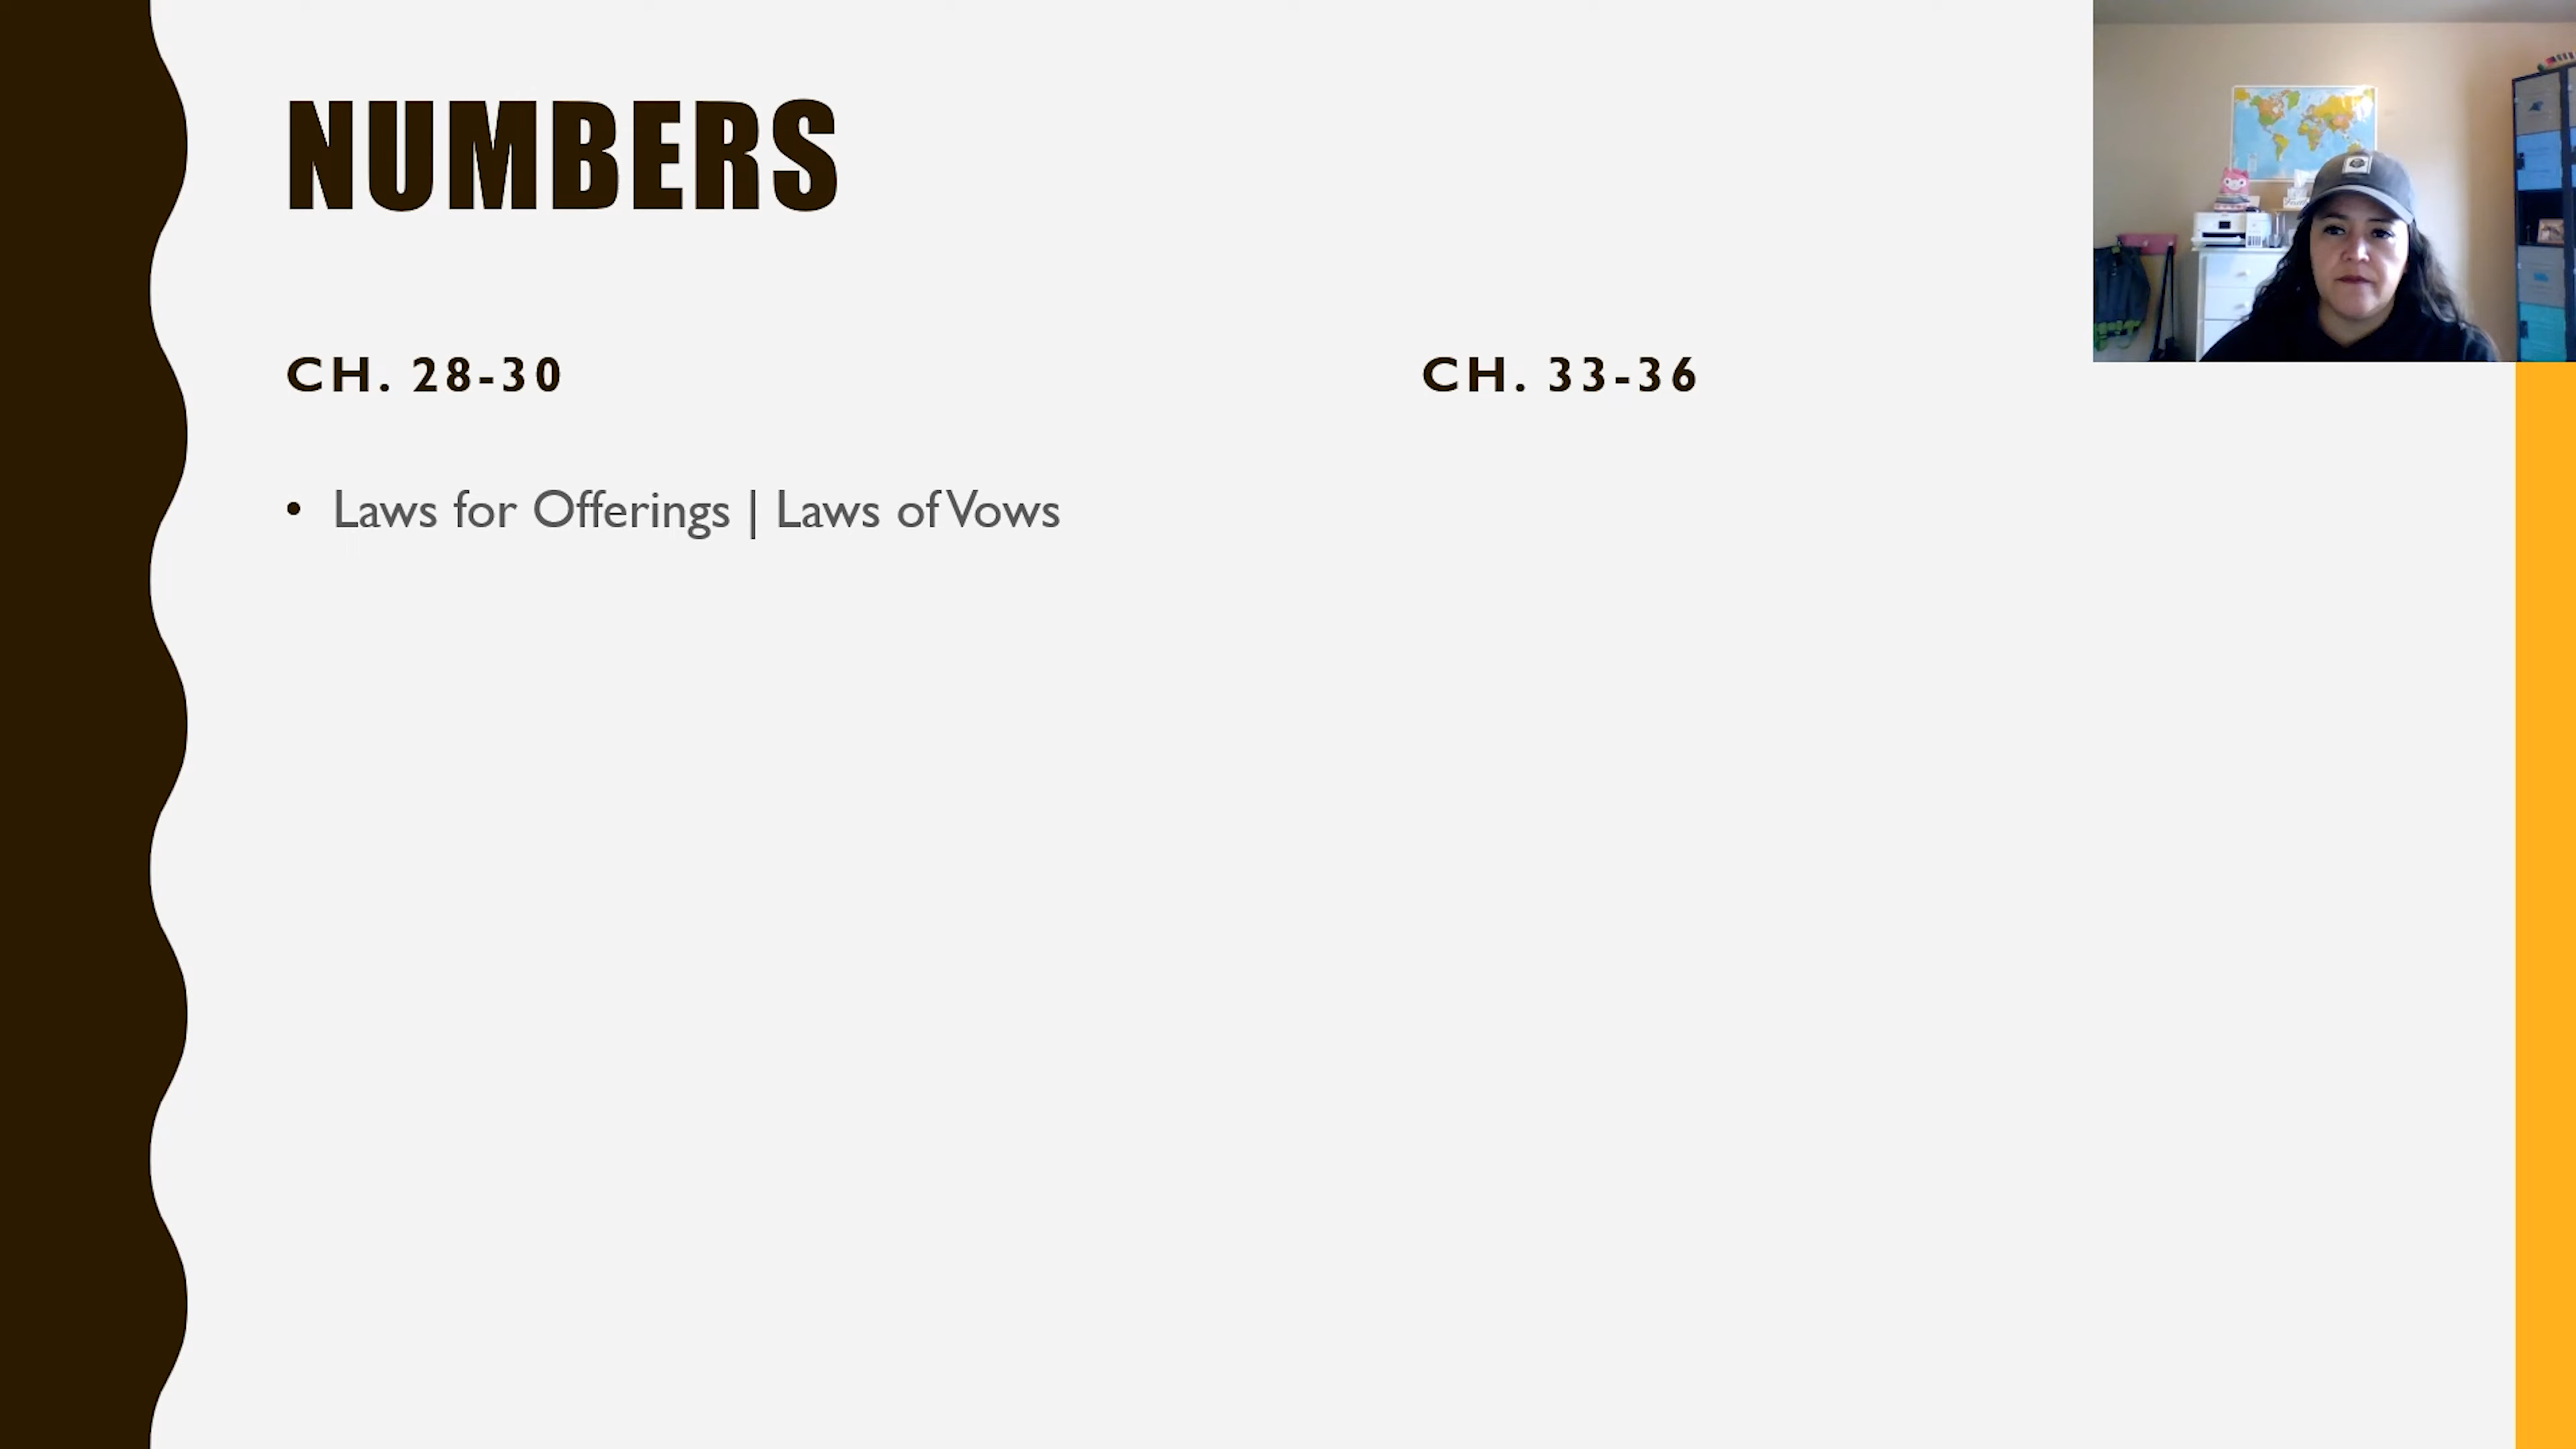 NUMBERS
CH. 28-30
• Laws for Offerings | Laws of Vows
CH. 33-36